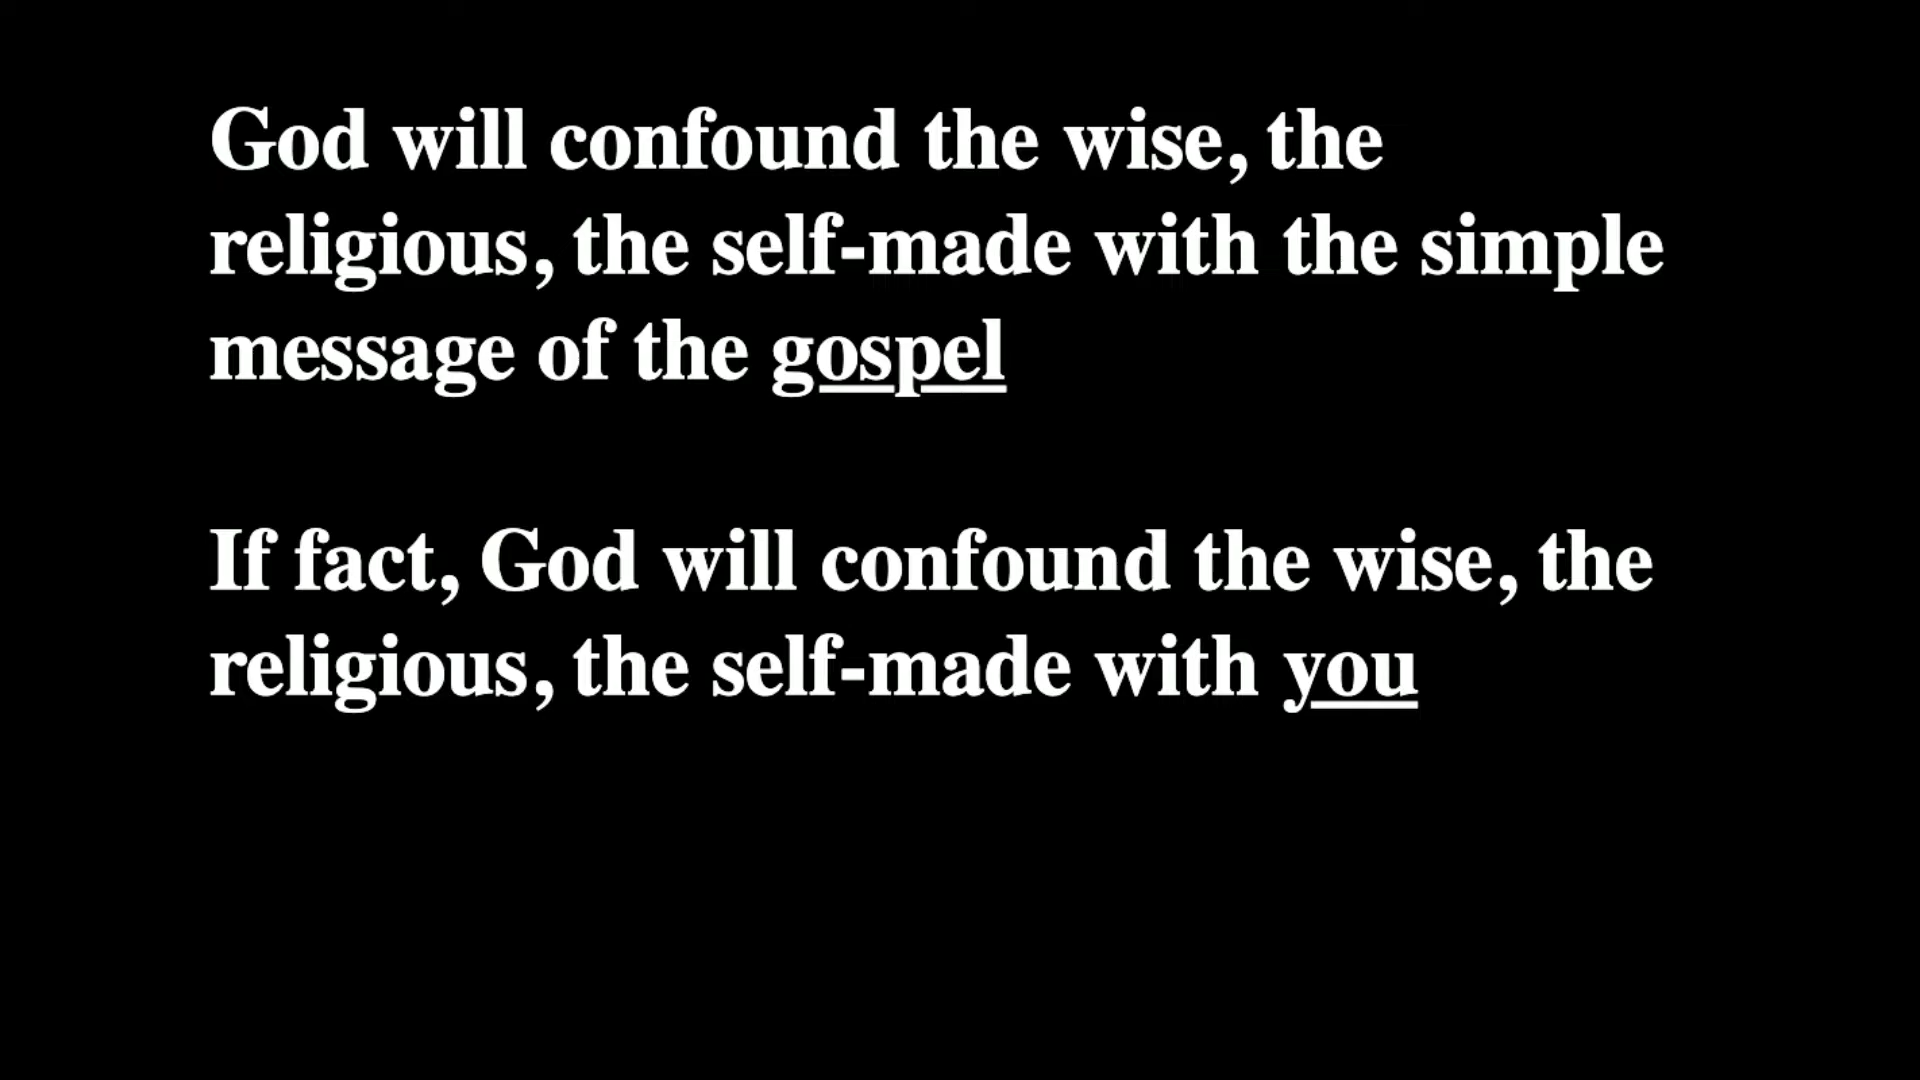 God will confound the wise, the
religious, the self-made with the simple
message of the gospel
If fact, God will confound the wise, the
religious, the self-made with you